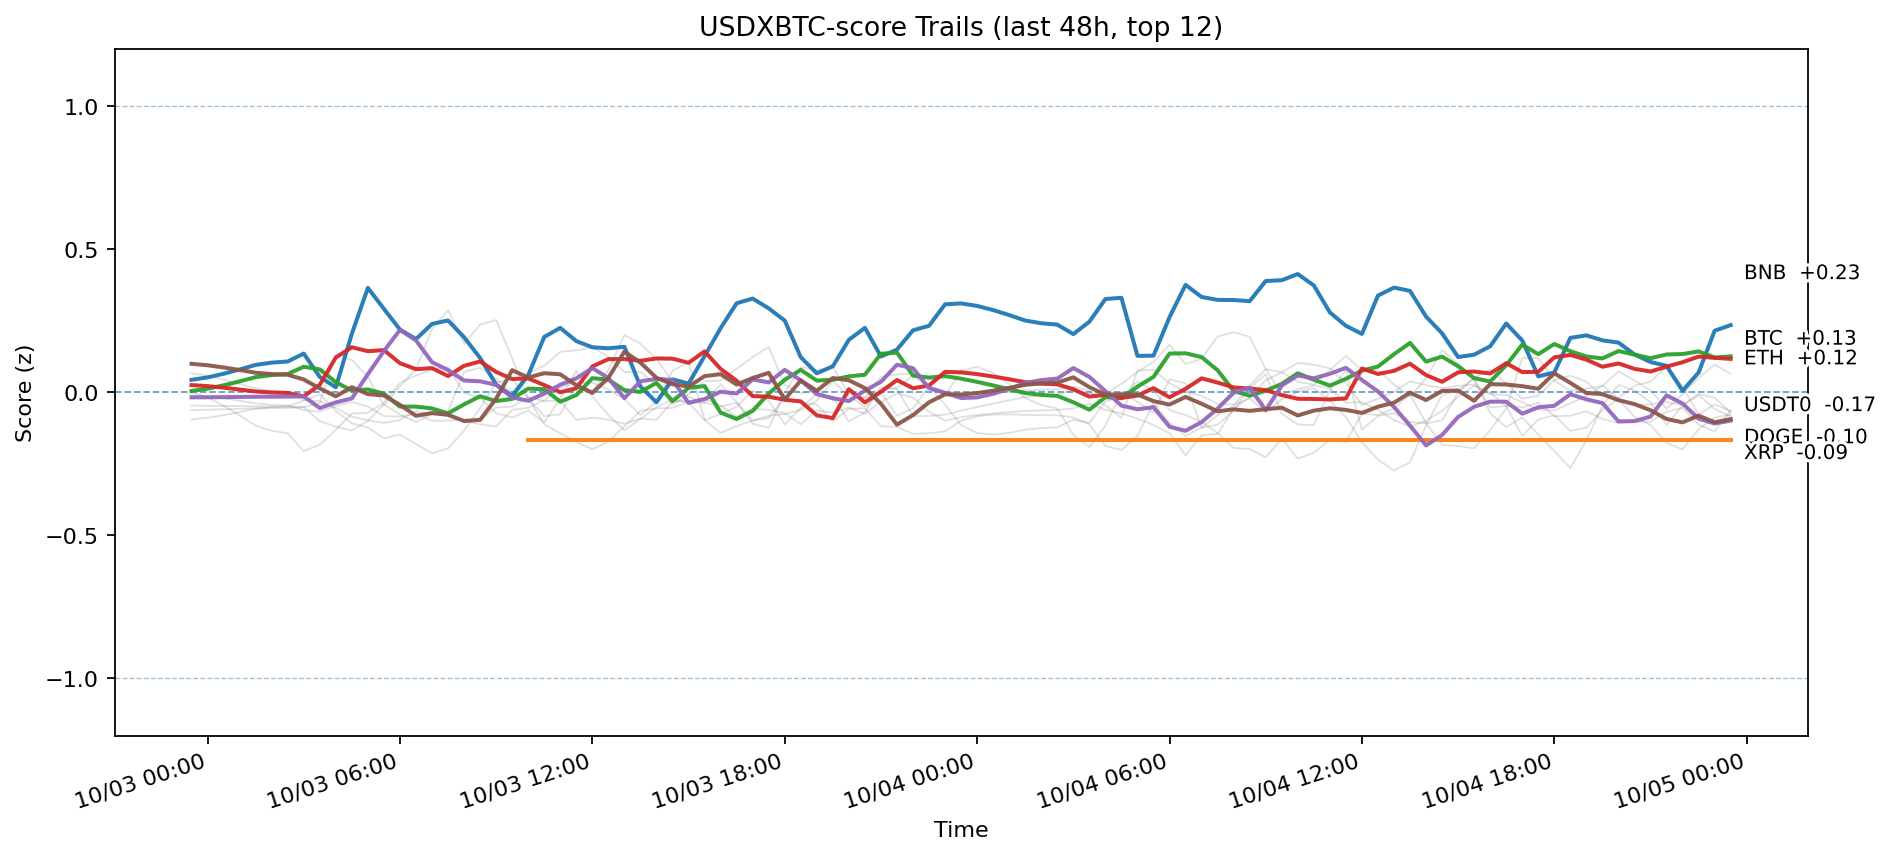 USDXBTC-score Trails (last 48h, top 12)
Score (z)
1.0
0.5
0.0
−0.5
−1.0
BNB +0.23
BTC +0.13
ETH +0.12
USDT0 -0.17
DOGE -0.10
XRP -0.09
10/03 00:00
10/03 06:00
10/03 12:00
10/03 18:00
10/04 00:00
10/04 06:00
10/04 12:00
10/04 18:00
10/05 00:00
Time